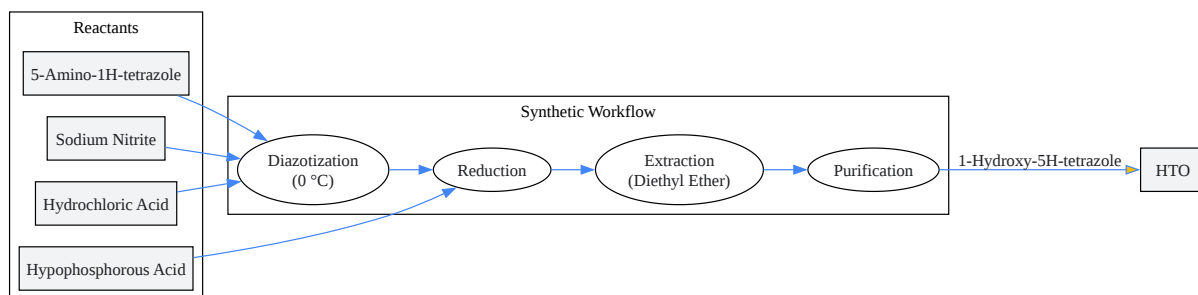 Reactants
5-Amino-1H-tetrazole
Sodium Nitrite
Hydrochloric Acid
Hypophosphorous Acid
Synthetic Workflow
Diazotization
(0 °C)
Reduction
Extraction
(Diethyl Ether)
Purification
1-Hydroxy-5H-tetrazole
HTO